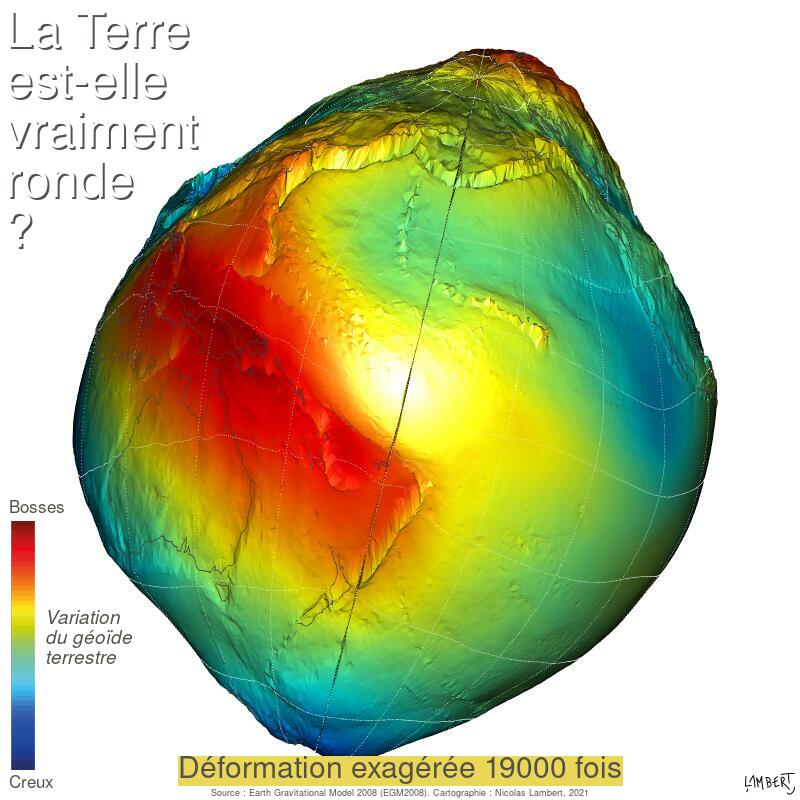 La Terre
est-elle
vraiment
ronde
?
Bosses
Variation
du géoïde
terrestre
Creux
Déformation exagérée 19000 fois
Source : Earth Gravitational Model 2008 (EGM2008). Cartographie : Nicolas Lambert, 2021
LAMBERT